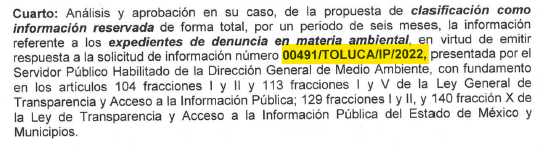 Cuarto: Análisis y aprobación en su caso, de la propuesta de clasificación como
información reservada de forma total, por un periodo de seis meses, la información
referente a los expedientes de denuncia en materia ambiental, en virtud de emitir
respuesta a la solicitud de información número 00491/TOLUCA/IP/2022, presentada por el
Servidor Público Habilitado de la Dirección General de Medio Ambiente, con fundamento
en los artículos 104 fracciones I y II y 113 fracciones I y V de la Ley General de
Transparencia y Acceso a la Información Pública; 129 fracciones I y II, y 140 fracción X de
la Ley de Transparencia y Acceso a la Información Pública del Estado de México y
Municipios.